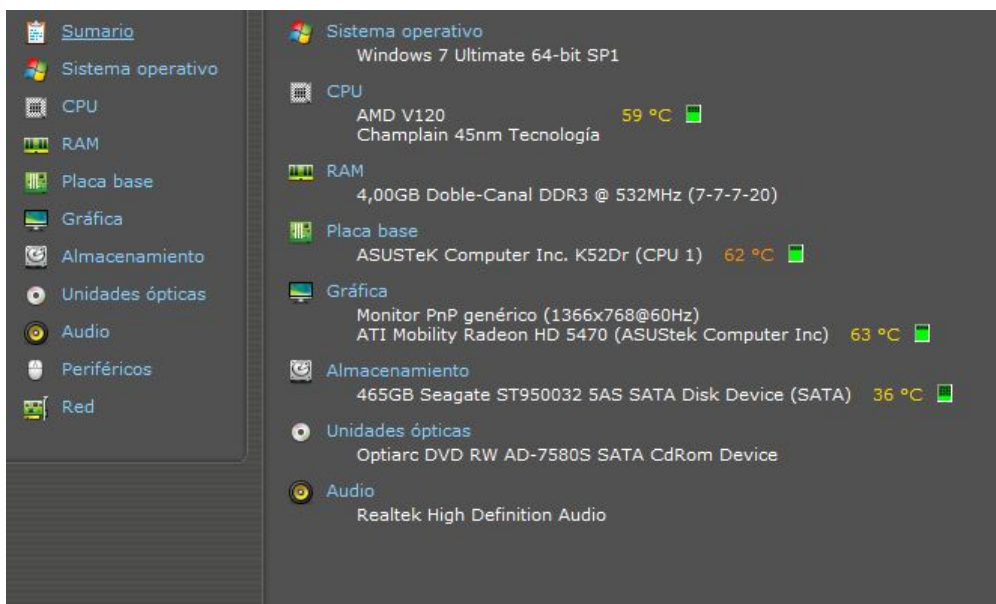 Sumario
Sistema operativo
CPU
RAM
Placa base
Gráfica
Almacenamiento
Unidades ópticas
Audio
Periféricos
Red
Sistema operativo
Windows 7 Ultimate 64-bit SP1
CPU
AMD V120 59 °C
Champlain 45nm Tecnología
RAM
4,00GB Doble-Canal DDR3 @ 532MHz (7-7-7-20)
Placa base
ASUSTeK Computer Inc. K52Dr (CPU 1) 62 °C
Gráfica
Monitor PnP genérico (1366x768@60Hz)
ATI Mobility Radeon HD 5470 (ASUStek Computer Inc) 63 °C
Almacenamiento
465GB Seagate ST950032 5AS SATA Disk Device (SATA) 36 °C
Unidades ópticas
Optiarc DVD RW AD-7580S SATA CdRom Device
Audio
Realtek High Definition Audio